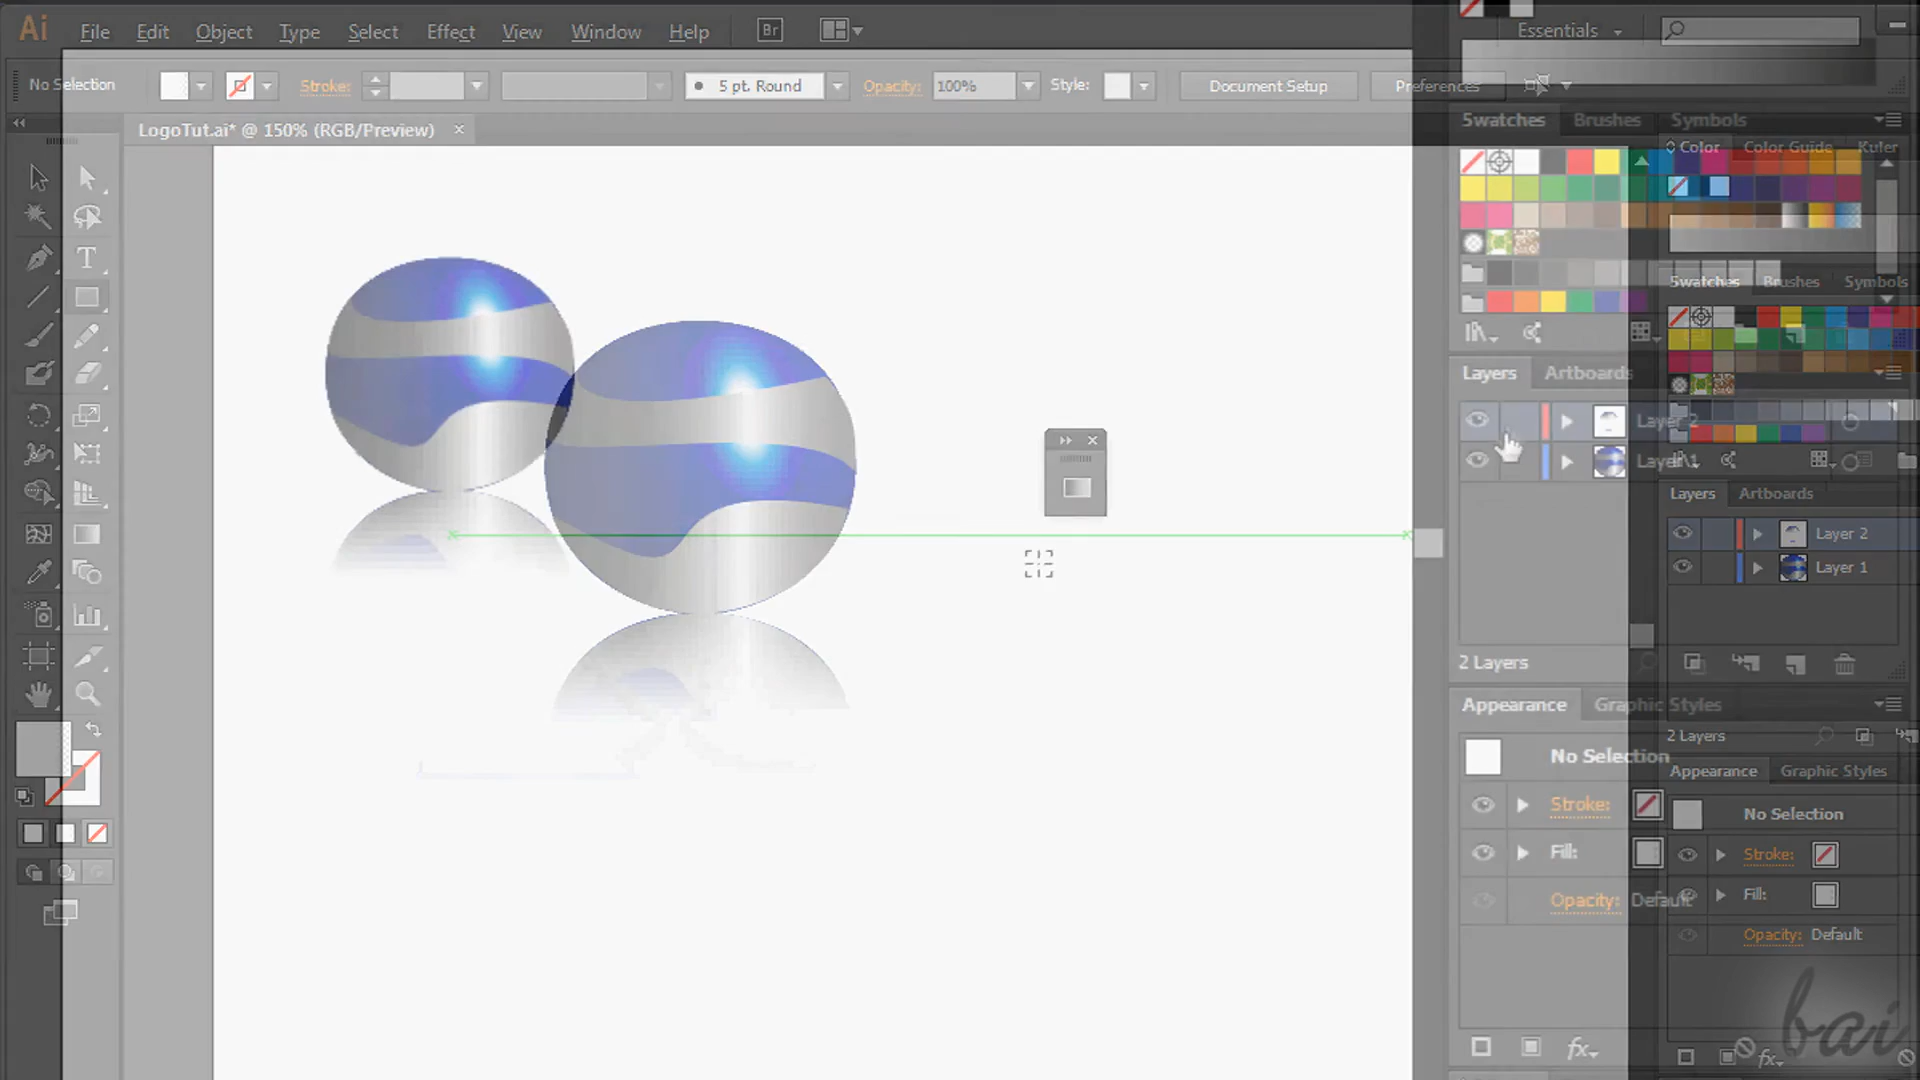 Ai File Edit Object Type Select Effect View Window Help Br Essentials
No Selection Stroke: 5 pt. Round Opacity: 100% Style: Document Setup Preferences
LogoTut.ai* @ 150% (RGB/Preview)
Swatches Brushes Symbols
Color Color Guide Kuler
Swatches Brushes Symbols
Layers Artboards
Layer 2
Layer 1
Layers Artboards
Layer 2
Layer 1
2 Layers
Appearance Graphic Styles
2 Layers
No Selection
Appearance Graphic Styles
Stroke:
No Selection
Fill:
Stroke:
Opacity: Default
Fill:
Opacity: Default
fx
fx
bai